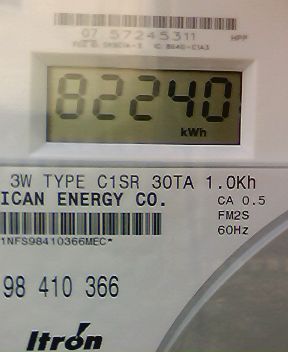 07 57245311 HPP
82240
kWh
3W TYPE C1SR 30TA 1.0Kh
ICAN ENERGY CO.
CA 0.5
FM2S
60Hz
1NFS98410366MEC*
98 410 366
Itron